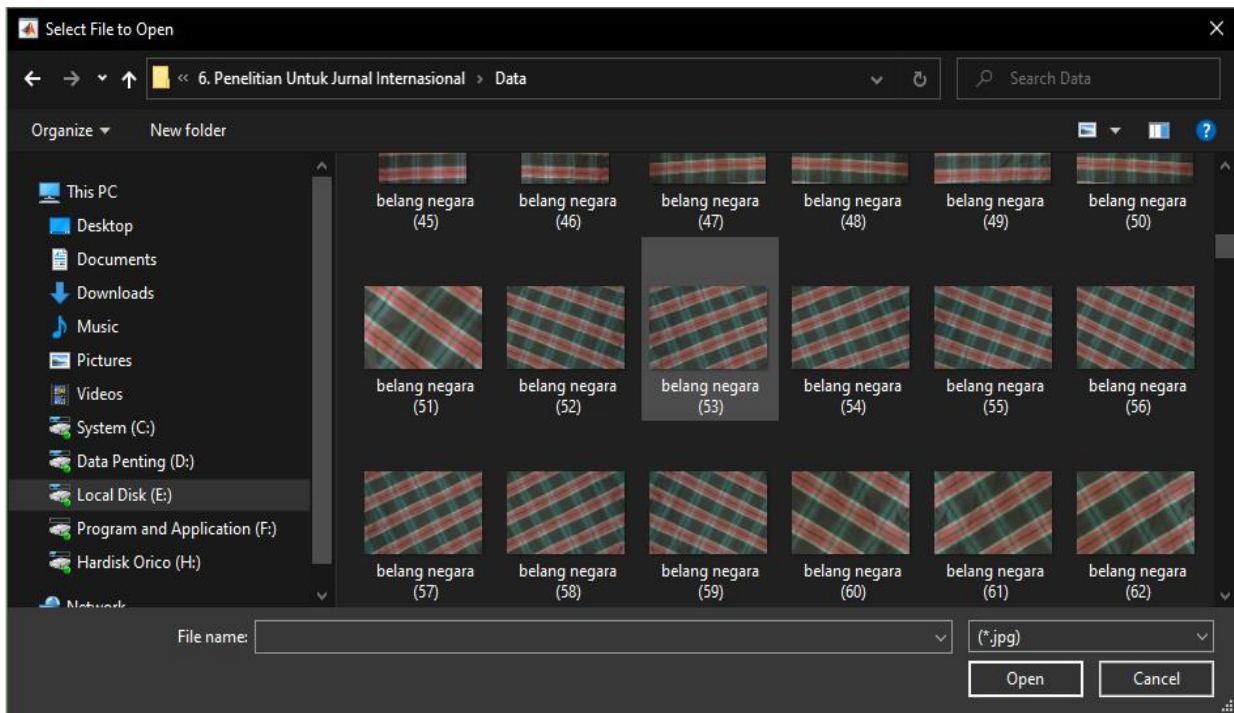 Select File to Open
« 6. Penelitian Untuk Jurnal Internasional › Data
Search Data
Organize
New folder
This PC
Desktop
Documents
Downloads
Music
Pictures
Videos
System (C:)
Data Penting (D:)
Local Disk (E:)
Program and Application (F:)
Hardisk Orico (H:)
Network
belang negara
(45)
belang negara
(46)
belang negara
(47)
belang negara
(48)
belang negara
(49)
belang negara
(50)
belang negara
(51)
belang negara
(52)
belang negara
(53)
belang negara
(54)
belang negara
(55)
belang negara
(56)
belang negara
(57)
belang negara
(58)
belang negara
(59)
belang negara
(60)
belang negara
(61)
belang negara
(62)
File name:
(*.jpg)
Open
Cancel